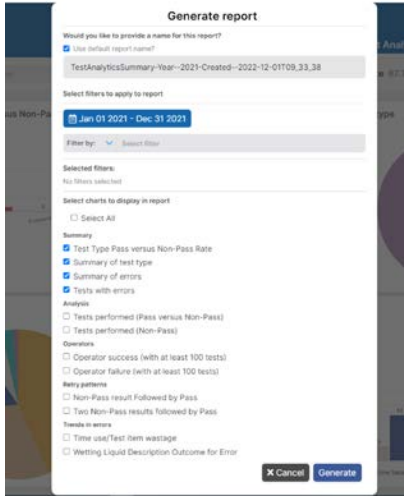 Generate report
Would you like to provide a name for this report?
Use default report name?
TestAnalyticsSummary-Year--2021-Created--2022-12-01T09_33_38
Select filters to apply to report
Jan 01 2021 - Dec 31 2021
Filter by: Select filter
Selected filters:
No filters selected
Select charts to display in report
Select All
Summary
Test Type Pass versus Non-Pass Rate
Summary of test type
Summary of errors
Tests with errors
Analysis
Tests performed (Pass versus Non-Pass)
Tests performed (Non-Pass)
Operators
Operator success (with at least 100 tests)
Operator failure (with at least 100 tests)
Retry patterns
Non-Pass result Followed by Pass
Two Non-Pass results followed by Pass
Trends in errors
Time use/Test item wastage
Wetting Liquid Description Outcome for Error
Cancel Generate